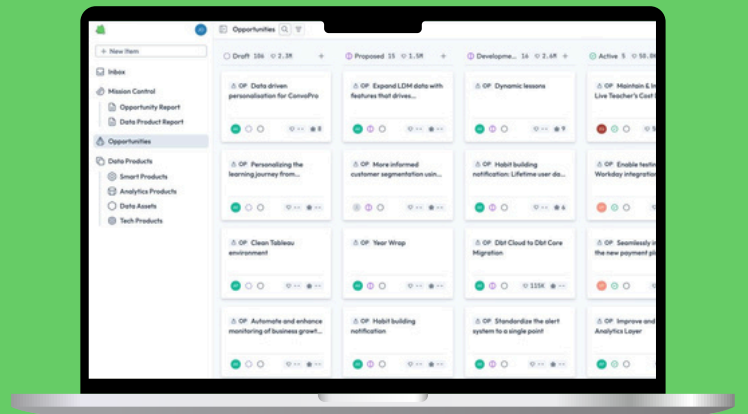 Opportunities
+ New Item
Inbox
Mission Control
Opportunity Report
Data Product Report
Opportunities
Data Products
Smart Products
Analytics Products
Data Assets
Tech Products
Draft 106 2.3M +
OP Data driven
personalisation for ConvoPro
8
OP Personalizing the
learning journey from...
OP Clean Tableau
environment
OP Automate and enhance
monitoring of business growt...
Proposed 15 1.5M +
OP Expand LDM data with
features that drives...
OP More informed
customer segmentation usin...
OP Year Wrap
OP Habit building
notification
Developme... 16 2.6M +
OP Dynamic lessons
9
OP Habit building
notification: Lifetime user da...
6
OP Dbt Cloud to Dbt Core
Migration
115K
OP Standardize the alert
system to a single point
Active 5
OP Maintain &
Live Teacher's Cost
OP Enable
Workday
OP Seamlessly
the new payment
OP Improve and
Analytics Layer